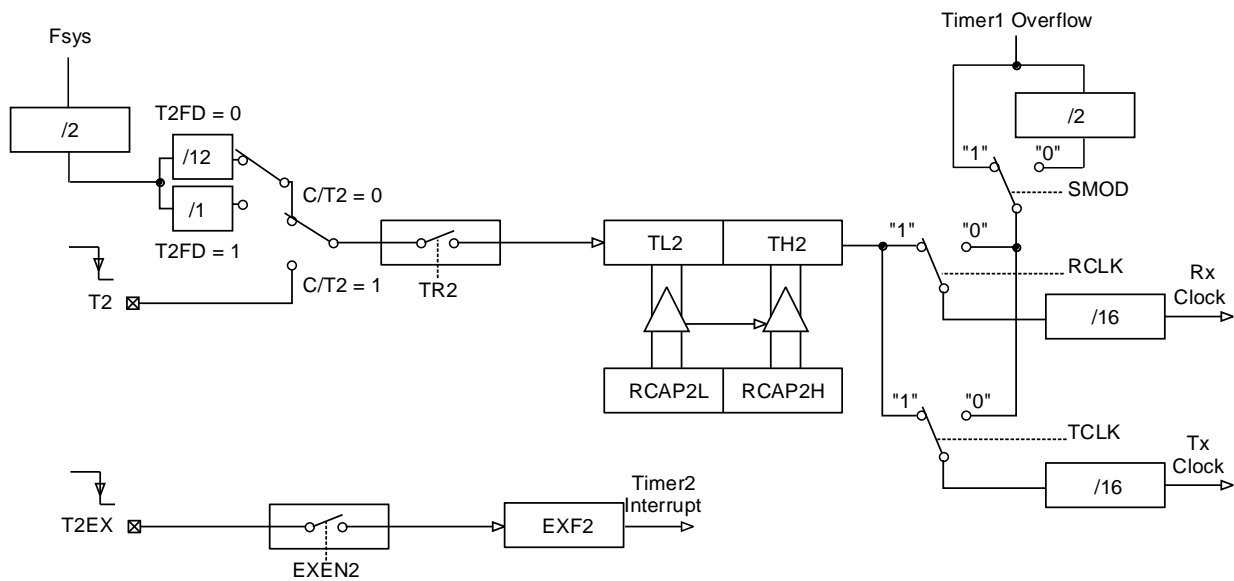 Timer1 Overflow
Fsys
/2
T2FD = 0
/12
/1
T2FD = 1
C/T2 = 0
C/T2 = 1
T2
TR2
TL2
TH2
RCAP2L
RCAP2H
/2
"1"
"0"
SMOD
"1"
"0"
RCLK
/16
Rx
Clock
"1"
"0"
TCLK
/16
Tx
Clock
T2EX
EXEN2
EXF2
Timer2
Interrupt